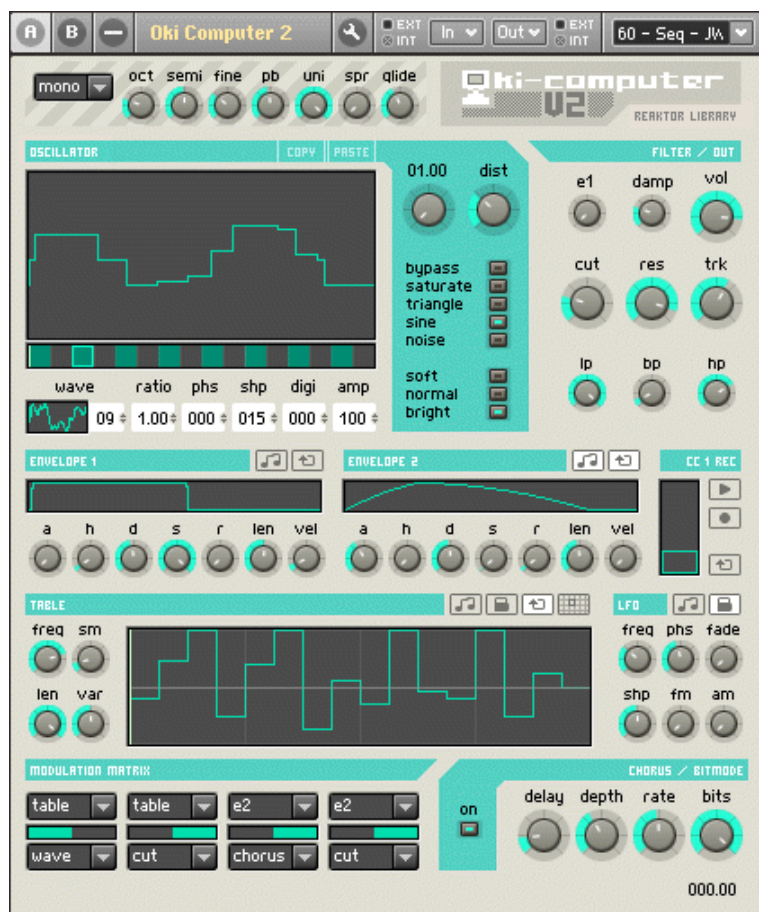 A B Oki Computer 2 EXT INT In Out EXT INT 60 - Seq - JW
mono oct semi fine pb uni spr glide
Oki-computer
V2
REAKTOR LIBRARY
OSCILLATOR COPY PASTE
FILTER / OUT
01.00 dist
e1 damp vol
bypass
saturate
triangle
sine
noise
cut res trk
soft
normal
bright
lp bp hp
wave ratio phs shp digi amp
09 1.00 000 015 000 100
ENVELOPE 1 ENVELOPE 2 CC 1 REC
a h d s r len vel a h d s r len vel
TABLE LFO
freq sm freq phs fade
len var shp fm am
MODULATION MATRIX CHORUS / BITMODE
table table e2 e2
on delay depth rate bits
wave cut chorus cut
000.00